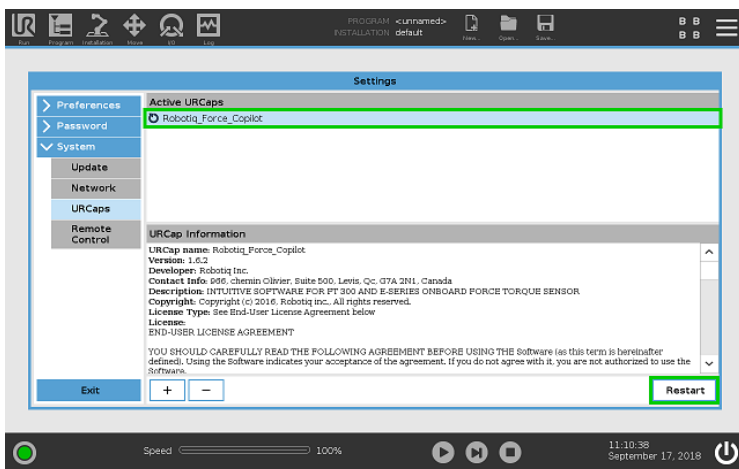 PROGRAM <unnamed>
INSTALLATION default
UR
Run
Program
Installation
Move
I/O
Log
New...
Open...
Save...
B B
B B
Settings
Preferences
Password
System
Update
Network
URCaps
Remote
Control
Exit
Active URCaps
Robotiq_Force_Copilot
URCap Information
URCap name: Robotiq_Force_Copilot
Version: 1.6.2
Developer: Robotiq Inc.
Contact Info: 966, chemin Olivier, Suite 500, Levis, Qc, G7A 2N1, Canada
Description: INTUITIVE SOFTWARE FOR FT 300 AND E-SERIES ONBOARD FORCE TORQUE SENSOR
Copyright: Copyright (c) 2016, Robotiq inc., All rights reserved.
License Type: See End-User License Agreement below
License:
END-USER LICENSE AGREEMENT
YOU SHOULD CAREFULLY READ THE FOLLOWING AGREEMENT BEFORE USING THE Software (as this term is hereinafter
defined). Using the Software indicates your acceptance of the agreement. If you do not agree with it, you are not authorized to use the
Software.
+
−
Restart
Speed 100%
11:10:38
September 17, 2018